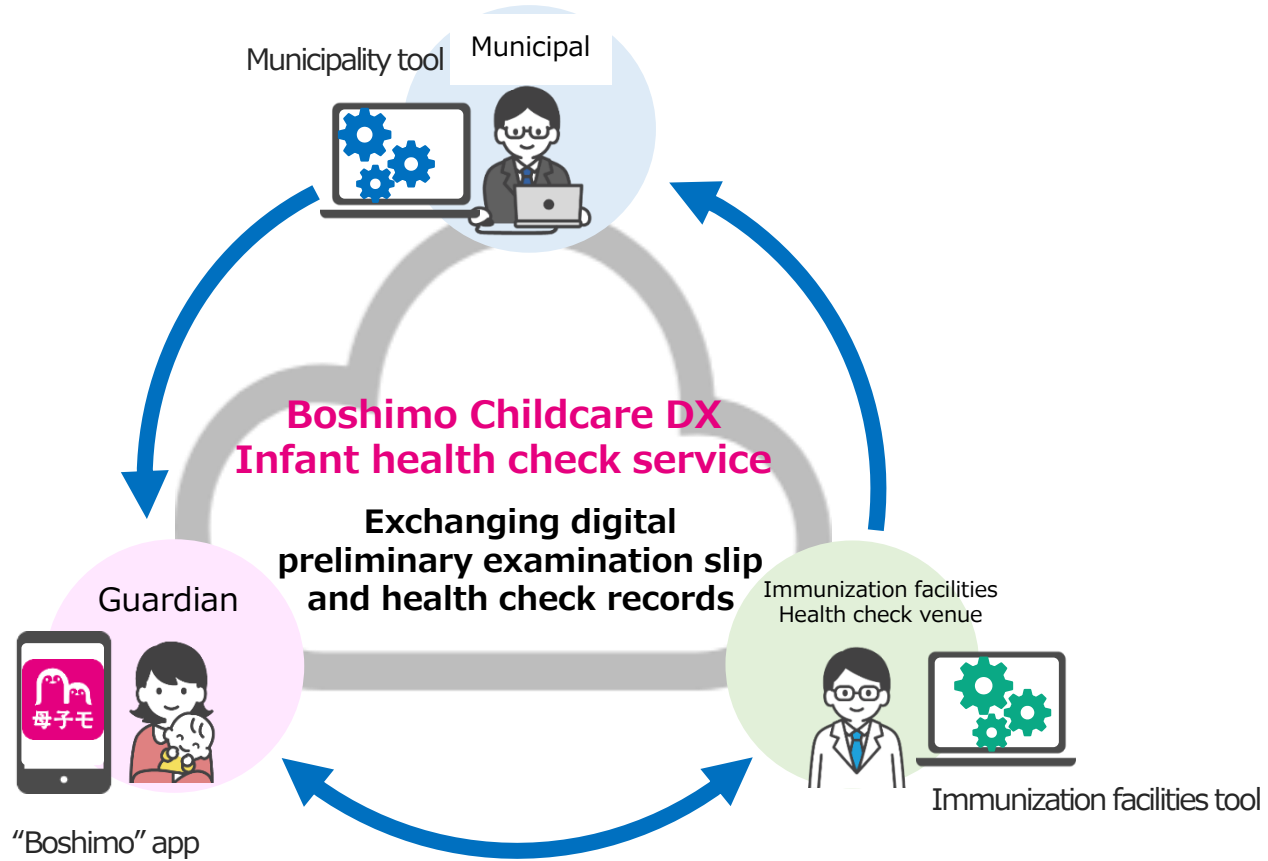 Municipal
Municipality tool
Boshimo Childcare DX
Infant health check service
Exchanging digital
preliminary examination slip
and health check records
Guardian
母子モ
“Boshimo” app
Immunization facilities
Health check venue
Immunization facilities tool